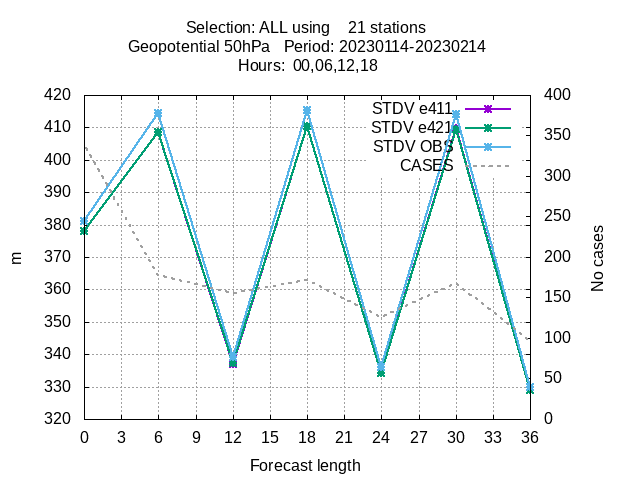 Selection: ALL using    21 stations
Geopotential 50hPa   Period: 20230114-20230214
Hours:  00,06,12,18
420 400
STDV e411
410 STDV e421 350
STDV OBS
400 CASES 300
390
380 250
370 200
m No cases
360
350 150
340 100
330 50
320 0
0 3 6 9 12 15 18 21 24 27 30 33 36
Forecast length